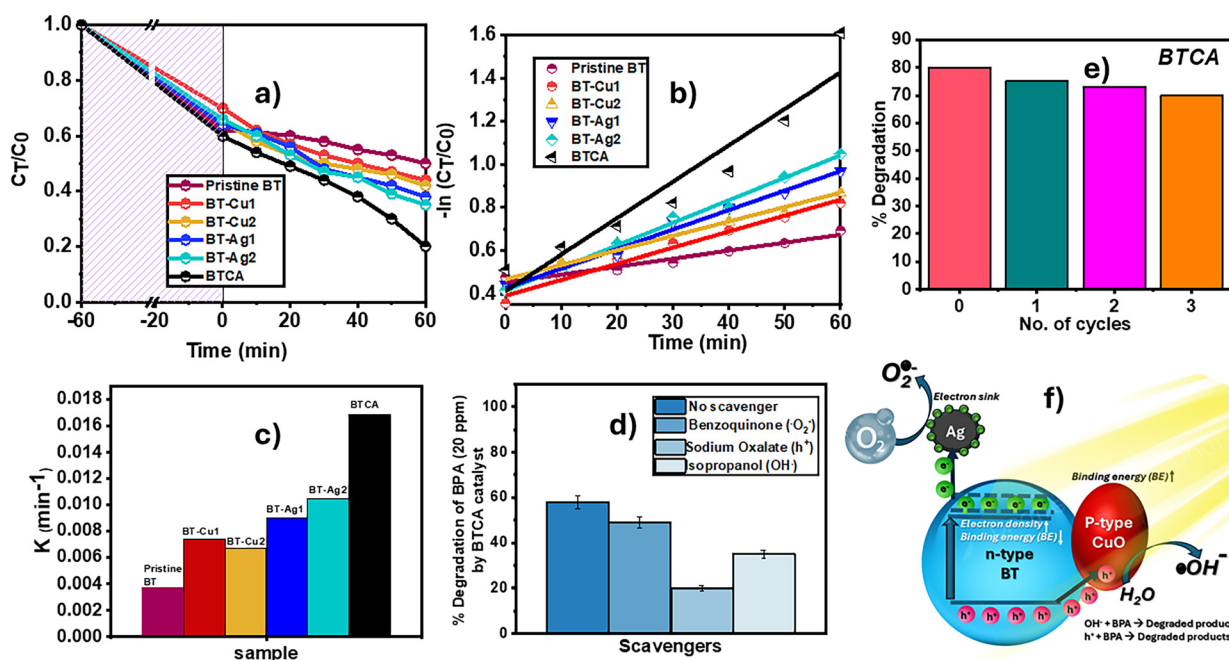 a)
C_T/C_0
1.0
0.8
0.6
0.4
0.2
0.0
-60
-20
0
20
40
60
Time (min)
Pristine BT
BT-Cu1
BT-Cu2
BT-Ag1
BT-Ag2
BTCA
b)
-ln (C_T/C_0)
1.6
1.4
1.2
1.0
0.8
0.6
0.4
0
10
20
30
40
50
60
Time (min)
Pristine BT
BT-Cu1
BT-Cu2
BT-Ag1
BT-Ag2
BTCA
e)
BTCA
% Degradation
90
80
70
60
50
40
30
20
10
0
0
1
2
3
No. of cycles
c)
K (min⁻¹)
0.018
0.016
0.014
0.012
0.010
0.008
0.006
0.004
0.002
0.000
Pristine
BT
BT-Cu1
BT-Cu2
BT-Ag1
BT-Ag2
BTCA
sample
d)
% Degradation of BPA (20 ppm)
by BTCA catalyst
100
80
60
40
20
0
No scavenger
Benzoquinone (·O₂⁻)
Sodium Oxalate (h⁺)
Isopropanol (OH·)
Scavengers
f)
O₂●⁻
Electron sink
O₂
Ag
e⁻
e⁻
e⁻ e⁻ e⁻ e⁻
Electron density↑
Binding energy (BE)↓
n-type
BT
Binding energy (BE)↑
P-type
CuO
h⁺
h⁺ h⁺ h⁺ h⁺ h⁺ h⁺ h⁺
H₂O
●OH⁻
OH· + BPA → Degraded product
h⁺ + BPA → Degraded products